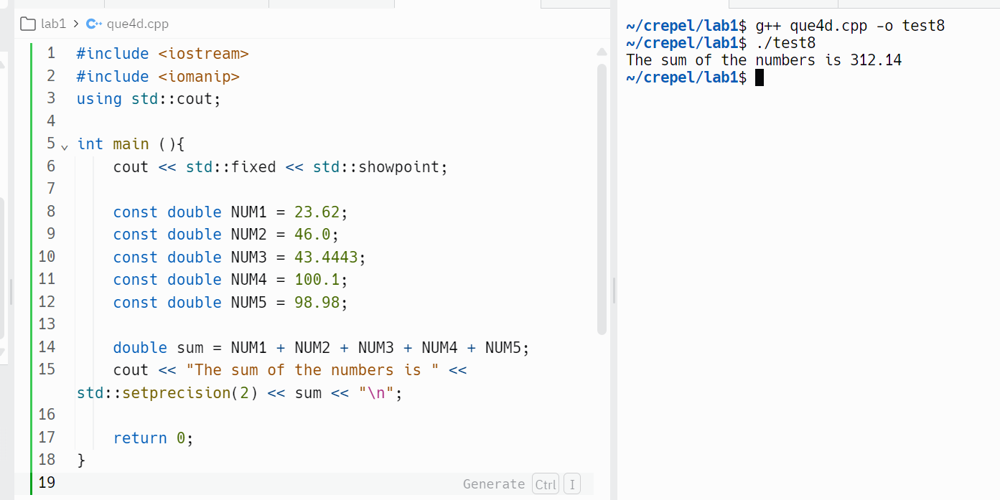 lab1 > C++ que4d.cpp
1 #include <iostream>
2 #include <iomanip>
3 using std::cout;
4
5 int main (){
6 cout << std::fixed << std::showpoint;
7
8 const double NUM1 = 23.62;
9 const double NUM2 = 46.0;
10 const double NUM3 = 43.4443;
11 const double NUM4 = 100.1;
12 const double NUM5 = 98.98;
13
14 double sum = NUM1 + NUM2 + NUM3 + NUM4 + NUM5;
15 cout << "The sum of the numbers is " <<
std::setprecision(2) << sum << "\n";
16
17 return 0;
18 }
19 Generate Ctrl I
~/crepel/lab1$ g++ que4d.cpp -o test8
~/crepel/lab1$ ./test8
The sum of the numbers is 312.14
~/crepel/lab1$